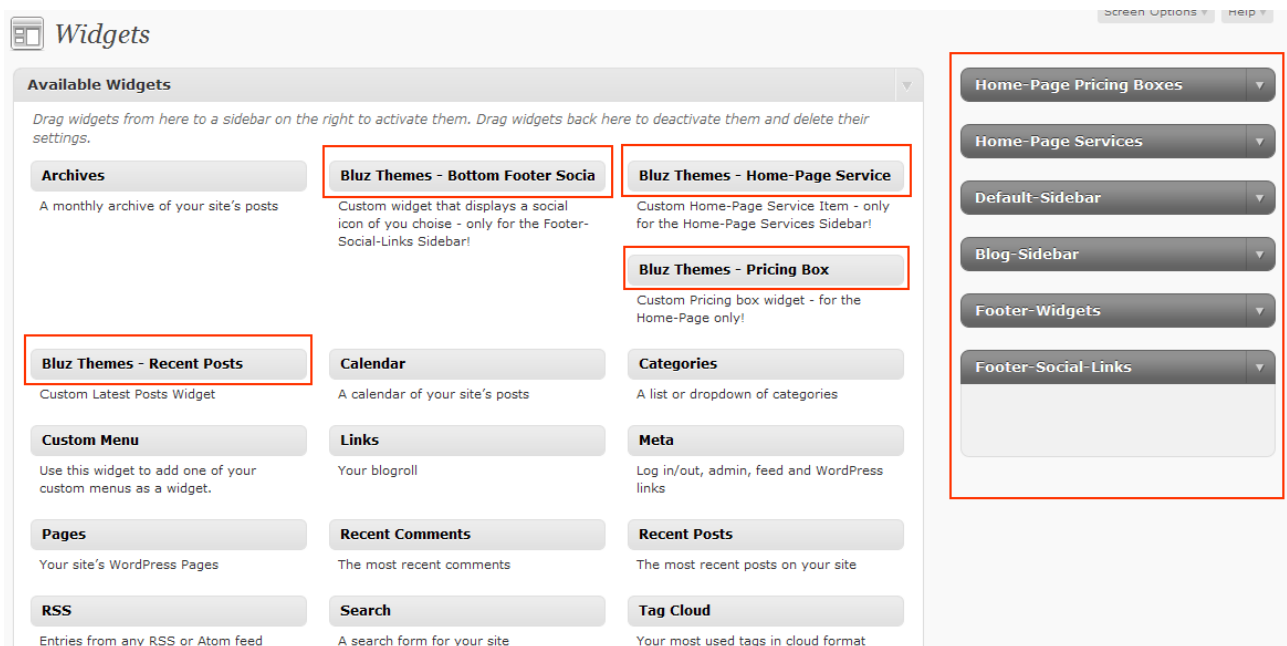 Screen Options Help
Widgets
Available Widgets
Drag widgets from here to a sidebar on the right to activate them. Drag widgets back here to deactivate them and delete their
settings.
Archives
A monthly archive of your site's posts
Bluz Themes - Bottom Footer Socia
Custom widget that displays a social
icon of you choise - only for the Footer-
Social-Links Sidebar!
Bluz Themes - Home-Page Service
Custom Home-Page Service Item - only
for the Home-Page Services Sidebar!
Bluz Themes - Pricing Box
Custom Pricing box widget - for the
Home-Page only!
Bluz Themes - Recent Posts
Custom Latest Posts Widget
Calendar
A calendar of your site's posts
Categories
A list or dropdown of categories
Custom Menu
Use this widget to add one of your
custom menus as a widget.
Links
Your blogroll
Meta
Log in/out, admin, feed and WordPress
links
Pages
Your site's WordPress Pages
Recent Comments
The most recent comments
Recent Posts
The most recent posts on your site
RSS
Entries from any RSS or Atom feed
Search
A search form for your site
Tag Cloud
Your most used tags in cloud format
Home-Page Pricing Boxes
Home-Page Services
Default-Sidebar
Blog-Sidebar
Footer-Widgets
Footer-Social-Links